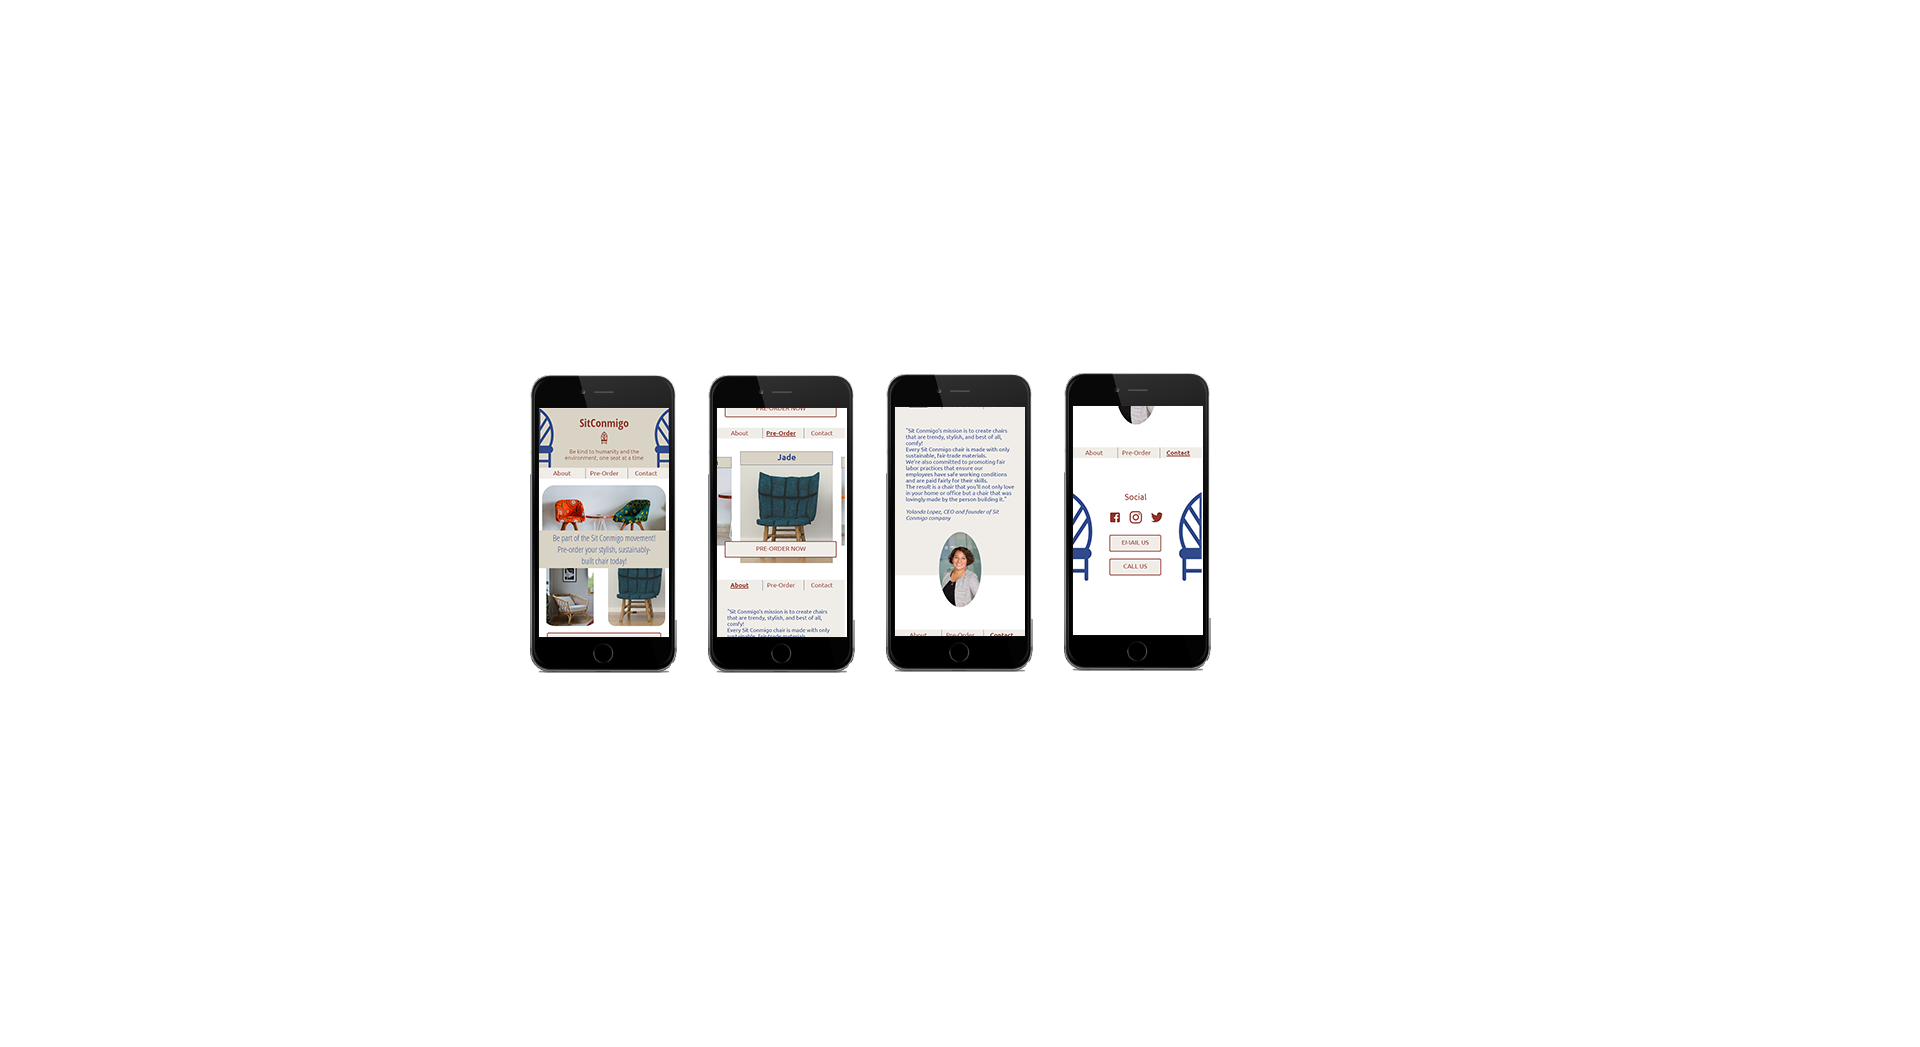 SitConmigo
Be kind to humanity and the
environment, one seat at a time
About Pre-Order Contact
Be part of the Sit Conmigo movement!
Pre-order your stylish, sustainably-
built chair today!
PRE-ORDER NOW
About Pre-Order Contact
Jade
PRE-ORDER NOW
About Pre-Order Contact
"Sit Conmigo's mission is to create chairs
that are trendy, stylish, and best of all,
comfy!
Every Sit Conmigo chair is made with only
sustainable, fair-trade materials.
"Sit Conmigo's mission is to create chairs
that are trendy, stylish, and best of all,
comfy!
Every Sit Conmigo chair is made with only
sustainable, fair-trade materials.
We're also committed to promoting fair
labor practices that ensure our
employees have safe working conditions
and are paid fairly for their skills.
The result is a chair that you'll not only love
in your home or office but a chair that was
lovingly made by the person building it."
Yolanda Lopez, CEO and founder of Sit
Conmigo company
About Pre-Order Contact
About Pre-Order Contact
Social
EMAIL US
CALL US